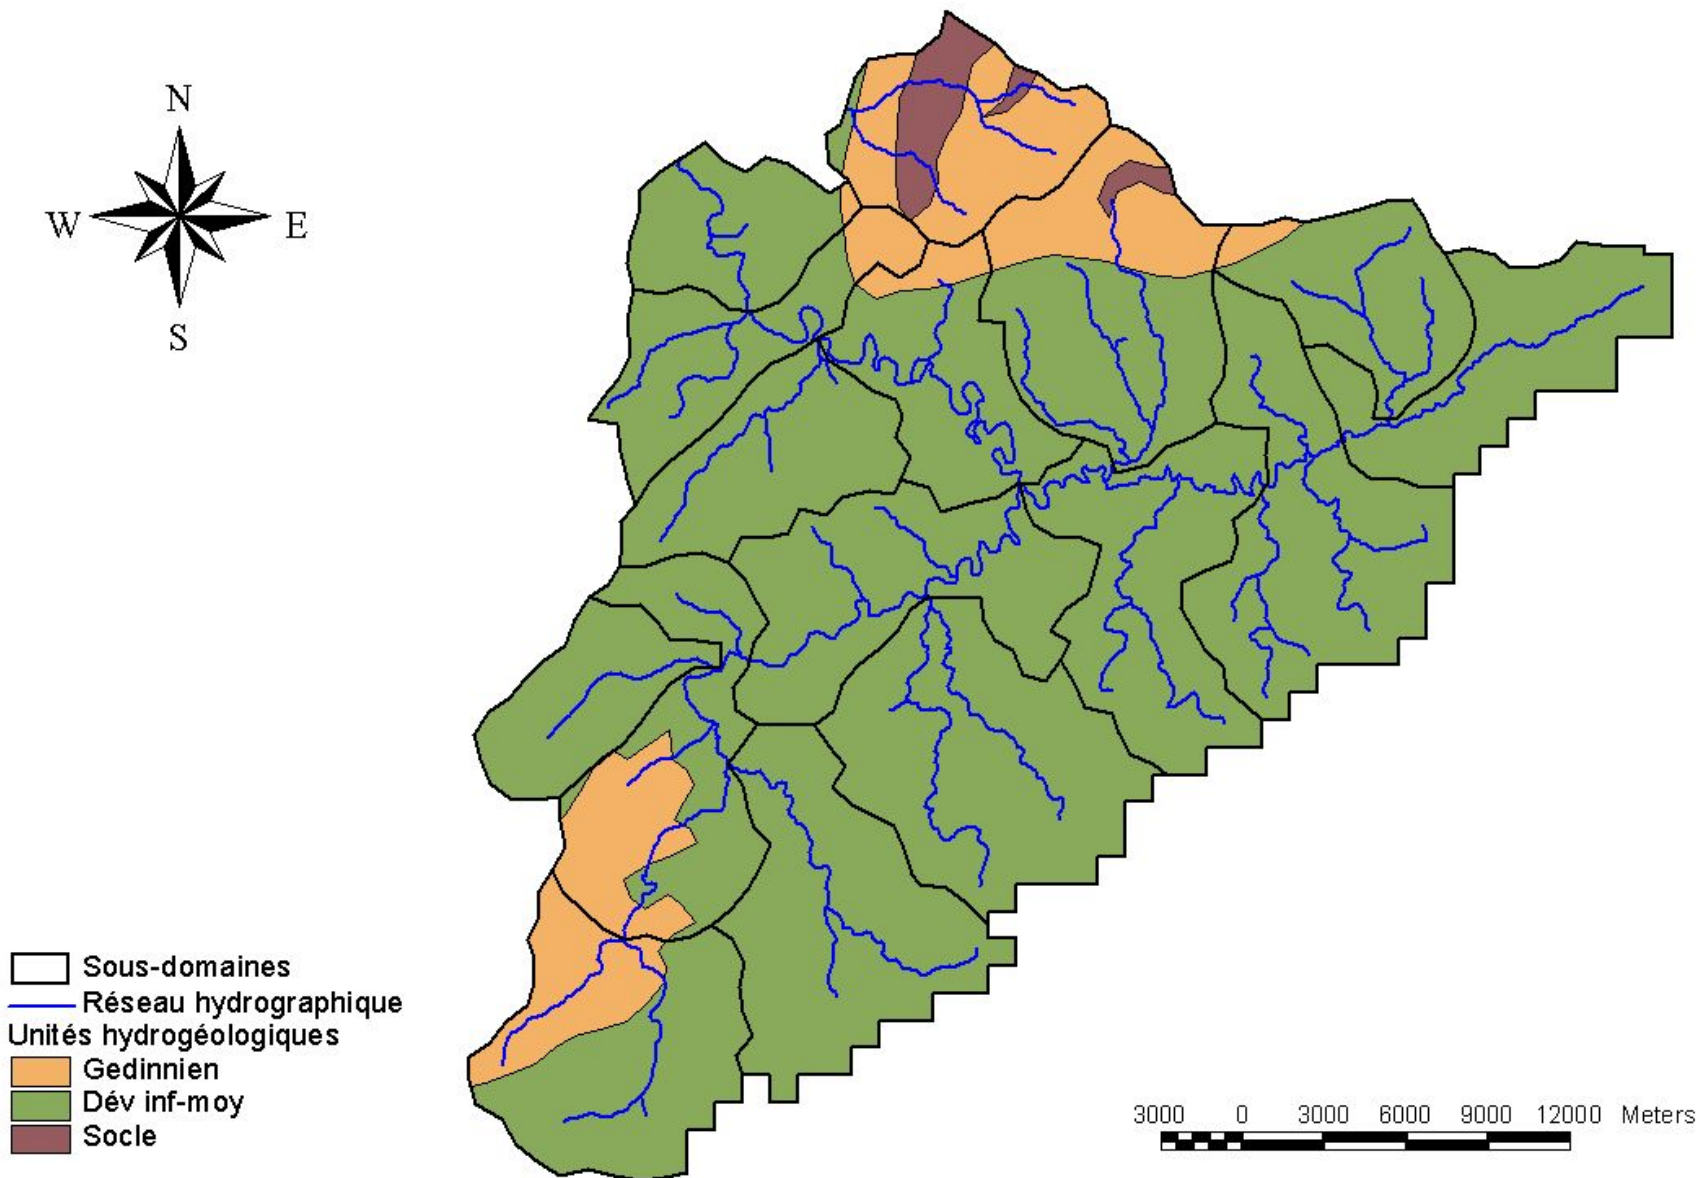 N
W E
S
Sous-domaines
Réseau hydrographique
Unités hydrogéologiques
Gedinnien
Dév inf-moy
Socle
3000 0 3000 6000 9000 12000 Meters